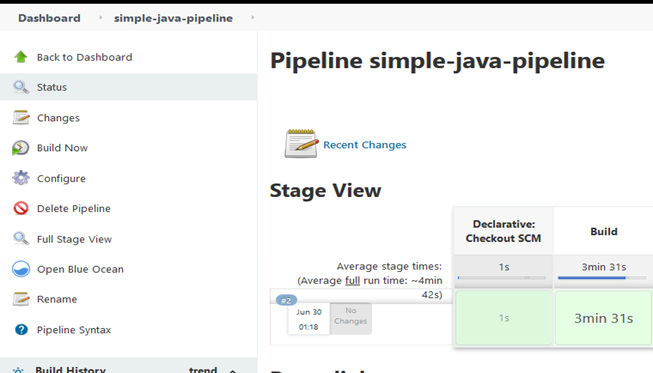 Dashboard
simple-java-pipeline
Back to Dashboard
Status
Changes
Build Now
Configure
Delete Pipeline
Full Stage View
Open Blue Ocean
Rename
Pipeline Syntax
Build History
trend
Pipeline simple-java-pipeline
Recent Changes
Stage View
Declarative:
Checkout SCM
Build
Average stage times:
(Average full run time: ~4min
42s)
1s
3min 31s
#2
Jun 30
01:18
No
Changes
1s
3min 31s